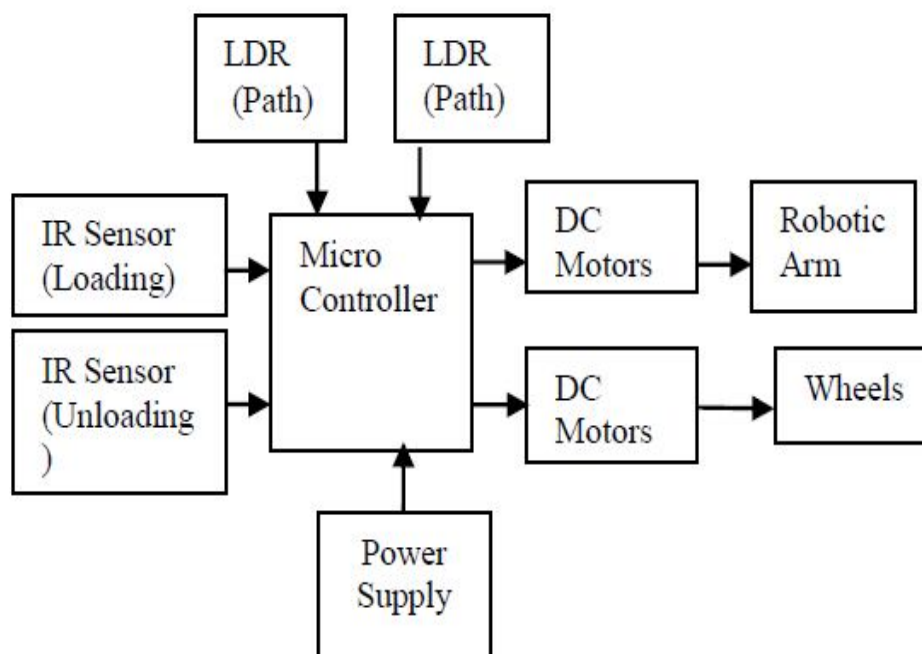 LDR
(Path)
LDR
(Path)
IR Sensor
(Loading)
Micro
Controller
DC
Motors
Robotic
Arm
IR Sensor
(Unloading
)
DC
Motors
Wheels
Power
Supply